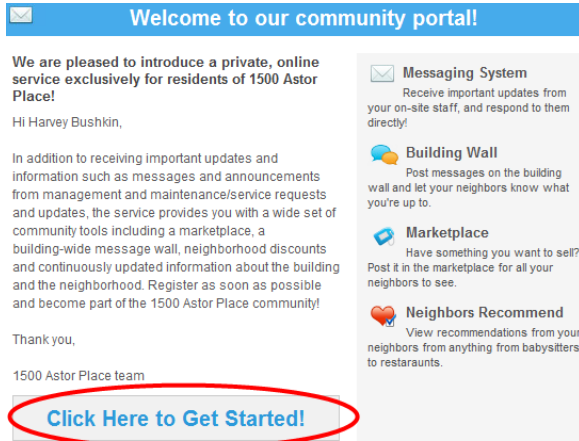 Welcome to our community portal!
We are pleased to introduce a private, online
service exclusively for residents of 1500 Astor
Place!
Hi Harvey Bushkin,
In addition to receiving important updates and
information such as messages and announcements
from management and maintenance/service requests
and updates, the service provides you with a wide set of
community tools including a marketplace, a
building-wide message wall, neighborhood discounts
and continuously updated information about the building
and the neighborhood. Register as soon as possible
and become part of the 1500 Astor Place community!
Thank you,
1500 Astor Place team
Click Here to Get Started!
Messaging System
Receive important updates from
your on-site staff, and respond to them
directly!
Building Wall
Post messages on the building
wall and let your neighbors know what
you're up to.
Marketplace
Have something you want to sell?
Post it in the marketplace for all your
neighbors to see.
Neighbors Recommend
View recommendations from your
neighbors from anything from babysitters
to restaraunts.